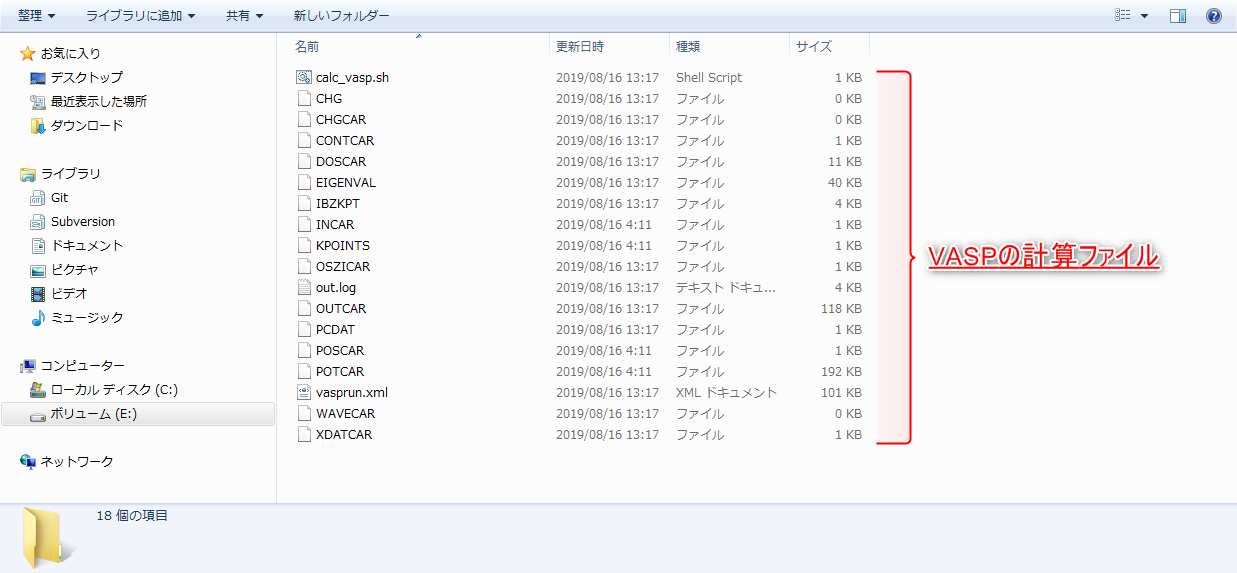 整理 ライブラリに追加 共有 新しいフォルダー
お気に入り
デスクトップ
最近表示した場所
ダウンロード
ライブラリ
Git
Subversion
ドキュメント
ピクチャ
ビデオ
ミュージック
コンピューター
ローカル ディスク (C:)
ボリューム (E:)
ネットワーク
名前 更新日時 種類 サイズ
calc_vasp.sh 2019/08/16 13:17 Shell Script 1 KB
CHG 2019/08/16 13:17 ファイル 0 KB
CHGCAR 2019/08/16 13:17 ファイル 0 KB
CONTCAR 2019/08/16 13:17 ファイル 1 KB
DOSCAR 2019/08/16 13:17 ファイル 11 KB
EIGENVAL 2019/08/16 13:17 ファイル 40 KB
IBZKPT 2019/08/16 13:17 ファイル 4 KB
INCAR 2019/08/16 4:11 ファイル 1 KB
KPOINTS 2019/08/16 4:11 ファイル 1 KB
OSZICAR 2019/08/16 13:17 ファイル 1 KB
out.log 2019/08/16 13:17 テキスト ドキュ... 4 KB
OUTCAR 2019/08/16 13:17 ファイル 118 KB
PCDAT 2019/08/16 13:17 ファイル 1 KB
POSCAR 2019/08/16 4:11 ファイル 1 KB
POTCAR 2019/08/16 4:11 ファイル 192 KB
vasprun.xml 2019/08/16 13:17 XML ドキュメント 101 KB
WAVECAR 2019/08/16 13:17 ファイル 0 KB
XDATCAR 2019/08/16 13:17 ファイル 1 KB
VASPの計算ファイル
18 個の項目